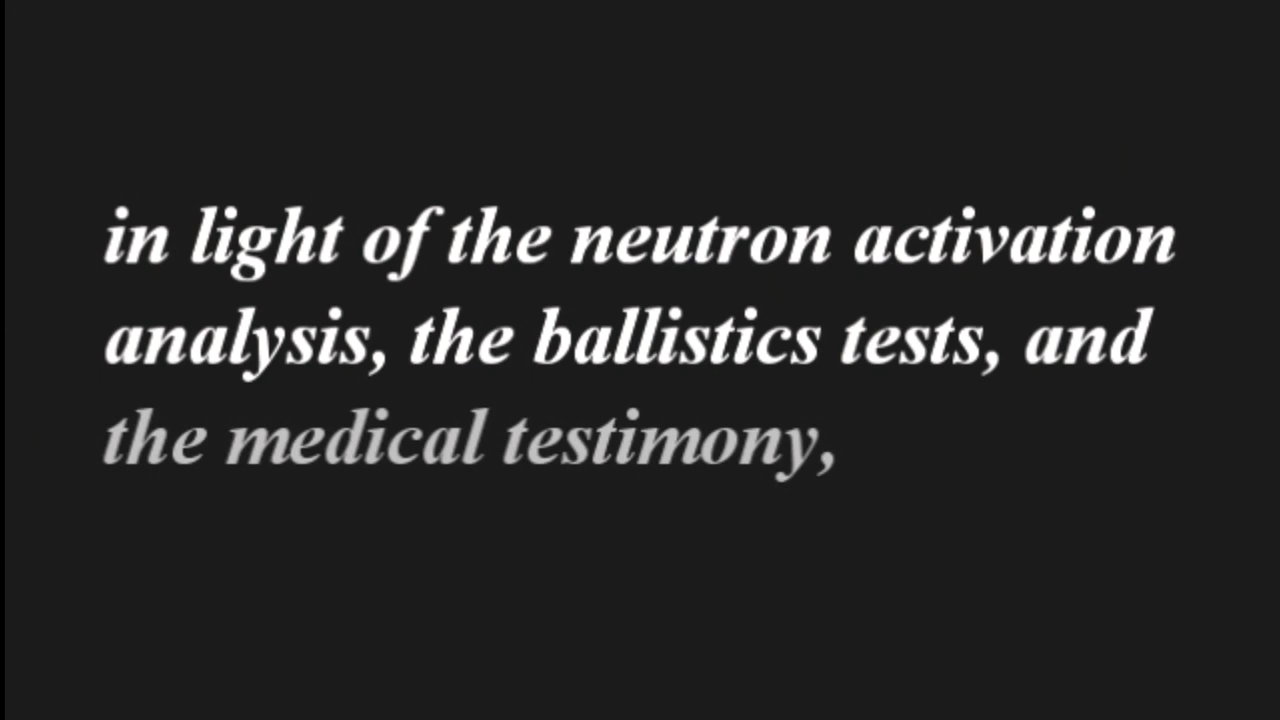 in light of the neutron activation
analysis, the ballistics tests, and
the medical testimony,